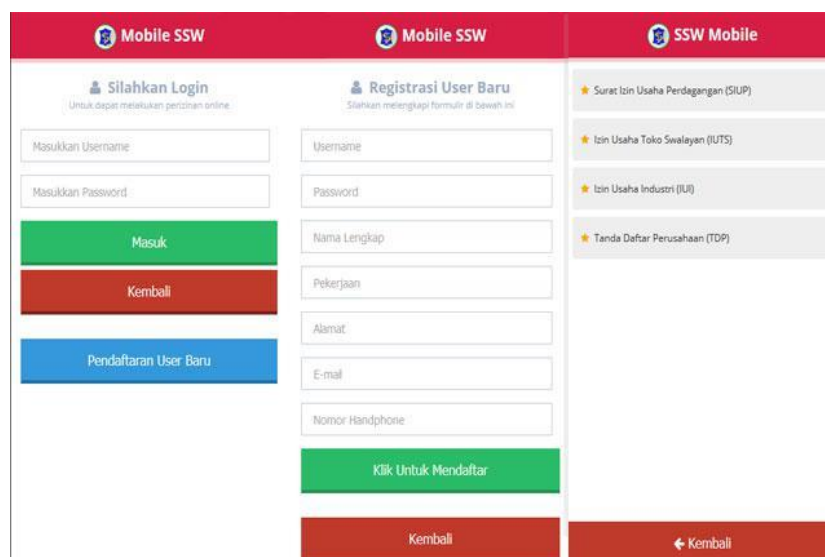 Mobile SSW
Silahkan Login
Untuk dapat melakukan perizinan online
Masukkan Username
Masukkan Password
Masuk
Kembali
Pendaftaran User Baru
Mobile SSW
Registrasi User Baru
Silahkan melengkapi formulir di bawah ini
Username
Password
Nama Lengkap
Pekerjaan
Alamat
E-mail
Nomor Handphone
Klik Untuk Mendaftar
Kembali
SSW Mobile
Surat Izin Usaha Perdagangan (SIUP)
Izin Usaha Toko Swalayan (IUTS)
Izin Usaha Industri (IUI)
Tanda Daftar Perusahaan (TDP)
Kembali